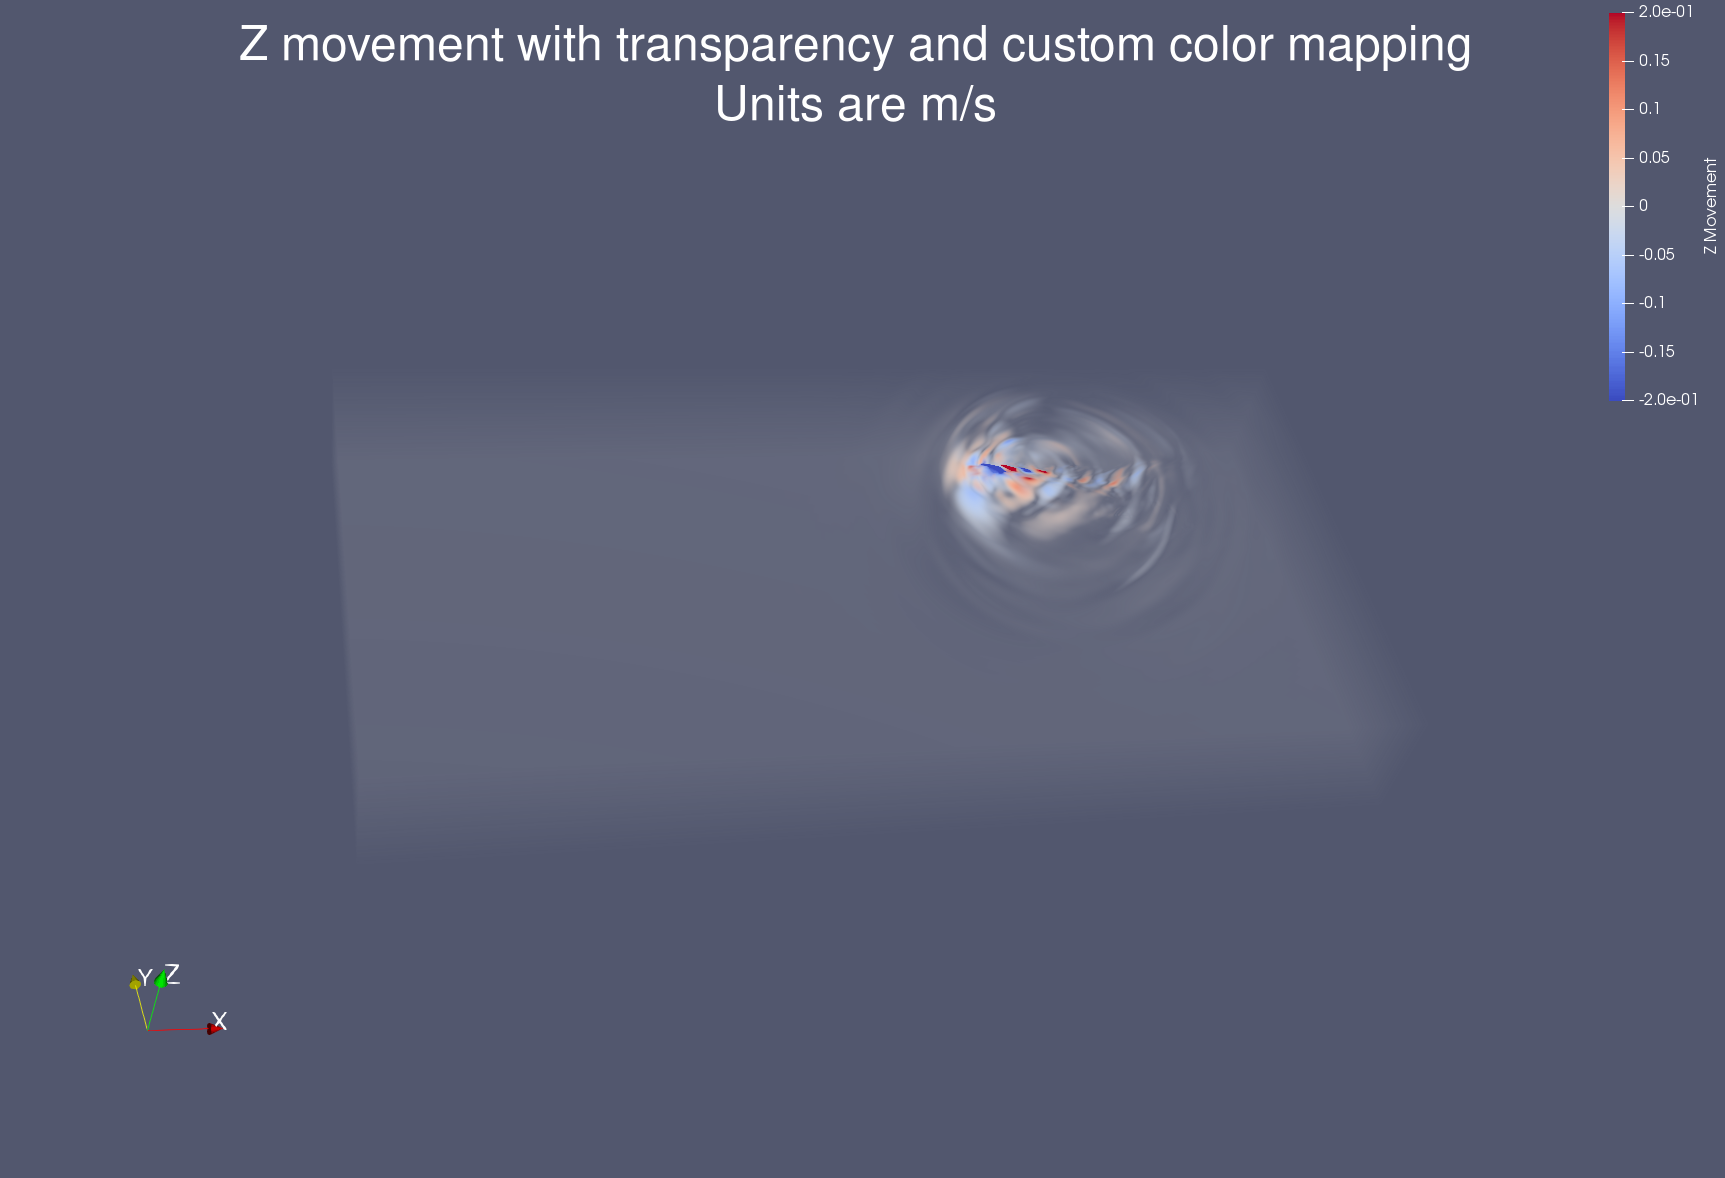 Z movement with transparency and custom color mapping
Units are m/s
2.0e-01
0.15
0.1
0.05
0
-0.05
-0.1
-0.15
-2.0e-01
Z Movement
Y
Z
X